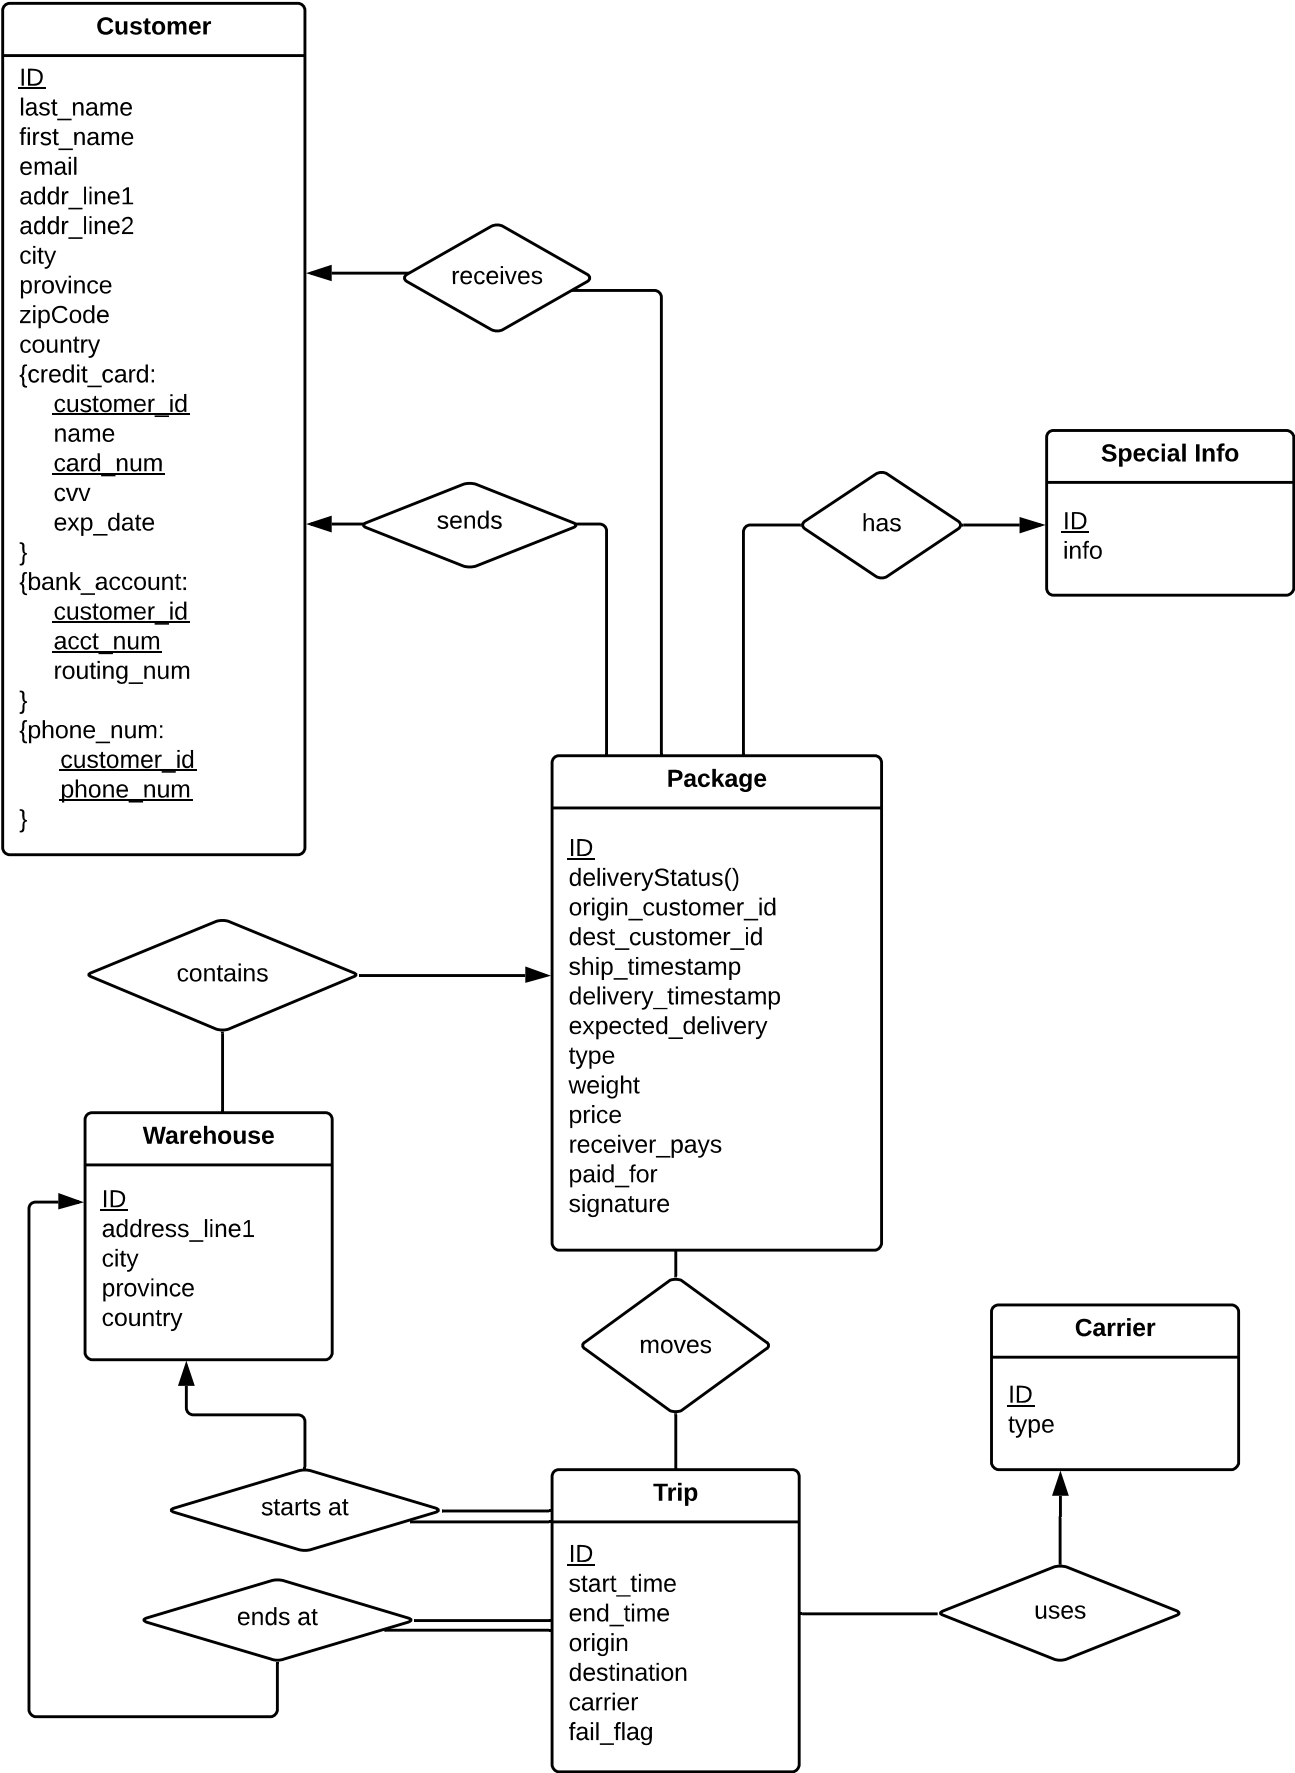 Customer
ID
last_name
first_name
email
addr_line1
addr_line2
city
province
zipCode
country
{credit_card:
customer_id
name
card_num
cvv
exp_date
}
{bank_account:
customer_id
acct_num
routing_num
}
{phone_num:
customer_id
phone_num
}
receives
sends
has
Special Info
ID
info
Package
ID
deliveryStatus()
origin_customer_id
dest_customer_id
ship_timestamp
delivery_timestamp
expected_delivery
type
weight
price
receiver_pays
paid_for
signature
contains
Warehouse
ID
address_line1
city
province
country
moves
Carrier
ID
type
starts at
ends at
Trip
ID
start_time
end_time
origin
destination
carrier
fail_flag
uses